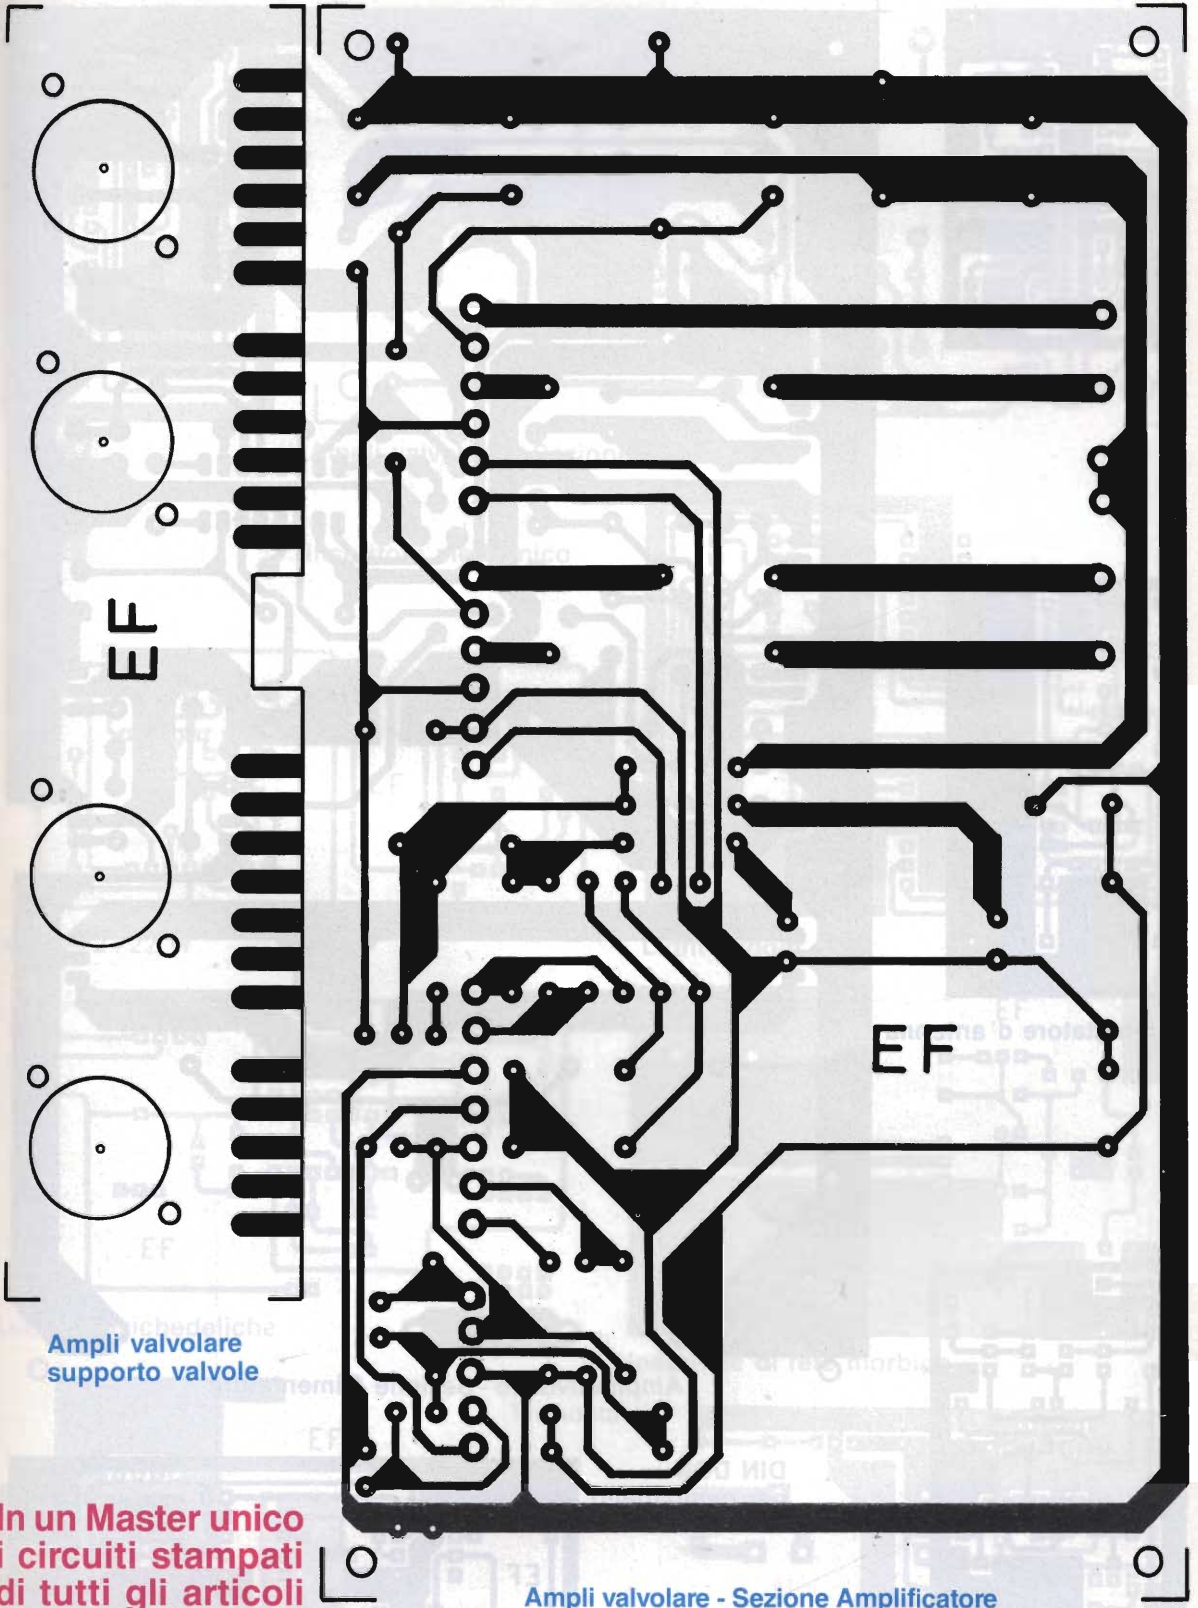 EF
EF
Ampli valvolare
supporto valvole
In un Master unico
i circuiti stampati
di tutti gli articoli
Ampli valvolare - Sezione Amplificatore